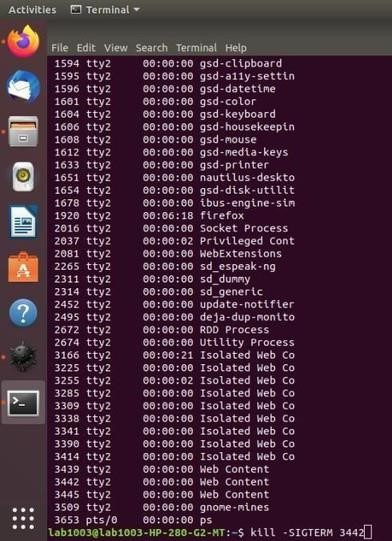 Activities
Terminal
File Edit View Search Terminal Help
1594 tty2 00:00:00 gsd-clipboard
1595 tty2 00:00:00 gsd-a11y-settin
1596 tty2 00:00:00 gsd-datetime
1601 tty2 00:00:00 gsd-color
1604 tty2 00:00:00 gsd-keyboard
1606 tty2 00:00:00 gsd-housekeepin
1608 tty2 00:00:00 gsd-mouse
1612 tty2 00:00:00 gsd-media-keys
1633 tty2 00:00:00 gsd-printer
1651 tty2 00:00:00 nautilus-deskto
1654 tty2 00:00:00 gsd-disk-utilit
1678 tty2 00:00:00 ibus-engine-sim
1920 tty2 00:06:18 firefox
2016 tty2 00:00:00 Socket Process
2037 tty2 00:00:02 Privileged Cont
2081 tty2 00:00:00 WebExtensions
2265 tty2 00:00:00 sd_espeak-ng
2311 tty2 00:00:00 sd_dummy
2314 tty2 00:00:00 sd_generic
2452 tty2 00:00:00 update-notifier
2495 tty2 00:00:00 deja-dup-monito
2672 tty2 00:00:00 RDD Process
2674 tty2 00:00:00 Utility Process
3166 tty2 00:00:21 Isolated Web Co
3225 tty2 00:00:00 Isolated Web Co
3255 tty2 00:00:02 Isolated Web Co
3285 tty2 00:00:00 Isolated Web Co
3309 tty2 00:00:00 Isolated Web Co
3338 tty2 00:00:00 Isolated Web Co
3341 tty2 00:00:00 Isolated Web Co
3390 tty2 00:00:00 Isolated Web Co
3414 tty2 00:00:00 Isolated Web Co
3439 tty2 00:00:00 Web Content
3442 tty2 00:00:00 Web Content
3445 tty2 00:00:00 Web Content
3509 tty2 00:00:00 gnome-mines
3653 pts/0 00:00:00 ps
lab1003@lab1003-HP-280-G2-MT:~$ kill -SIGTERM 3442